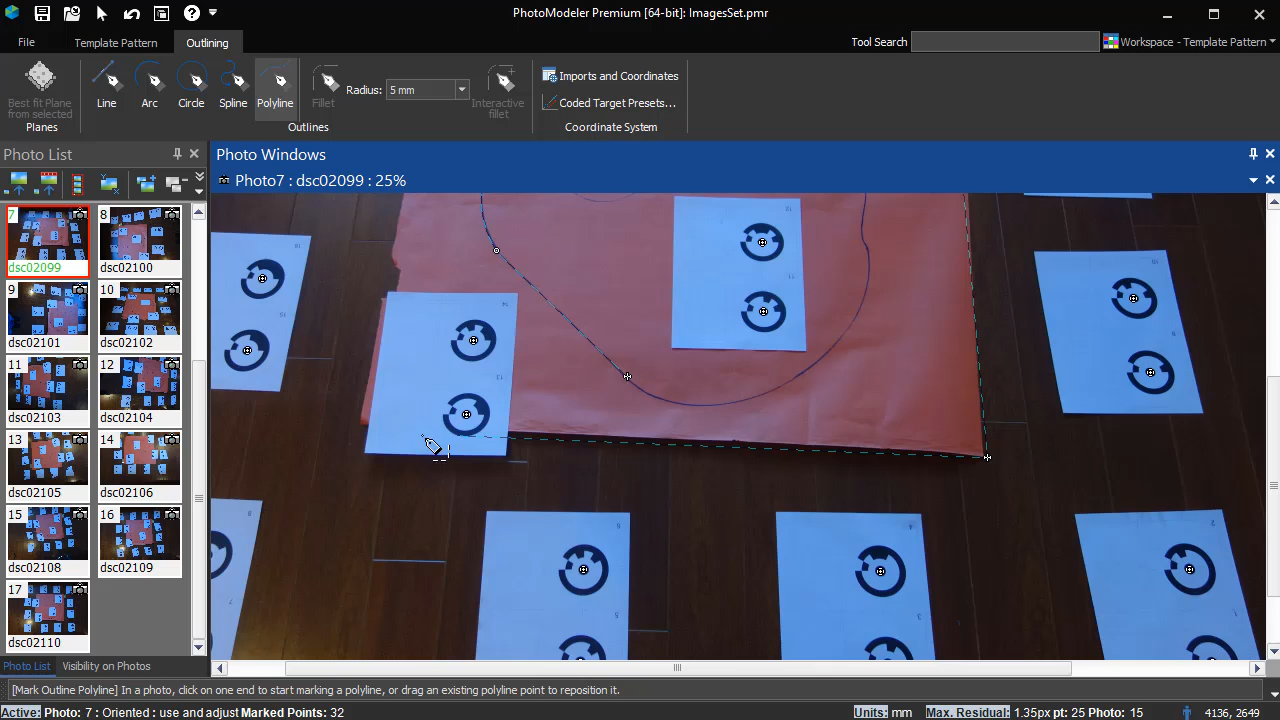 PhotoModeler Premium [64-bit]: ImagesSet.pmr
File
Template Pattern
Outlining
Tool Search
Workspace - Template Pattern
Best fit Plane
from selected
Planes
Line
Arc
Circle
Spline
Polyline
Fillet
Radius:
5 mm
Interactive
fillet
Outlines
Imports and Coordinates
Coded Target Presets...
Coordinate System
Photo List
Photo Windows
Photo7 : dsc02099 : 25%
7
dsc02099
8
dsc02100
9
dsc02101
10
dsc02102
11
dsc02103
12
dsc02104
13
dsc02105
14
dsc02106
15
dsc02108
16
dsc02109
17
dsc02110
Photo List
Visibility on Photos
[Mark Outline Polyline] In a photo, click on one end to start marking a polyline, or drag an existing polyline point to reposition it.
Active: Photo: 7 : Oriented : use and adjust Marked Points: 32
Units: mm
Max. Residual: 1.35px pt: 25 Photo: 15
4136, 2649